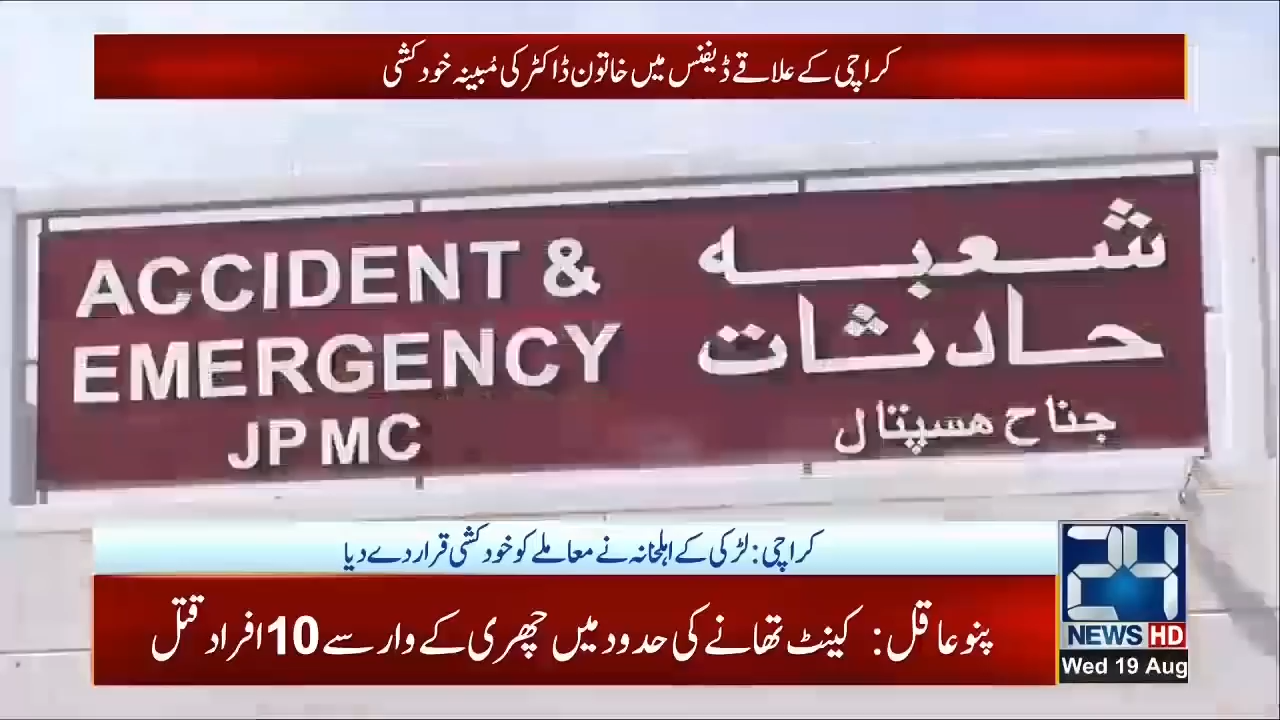 کراچی کے علاقے ڈیفنس میں خاتون ڈاکٹر کی مُبینہ خودکشی
ACCIDENT &
EMERGENCY
JPMC
شعبہ
حادثات
جناح ھسپتال
کراچی: لڑکی کے اہلخانہ نے معاملے کو خودکشی قرار دے دیا
پنوعاقل: کینٹ تھانے کی حدود میں چھری کے وار سے 10 افراد قتل
24
NEWS HD
Wed 19 Aug